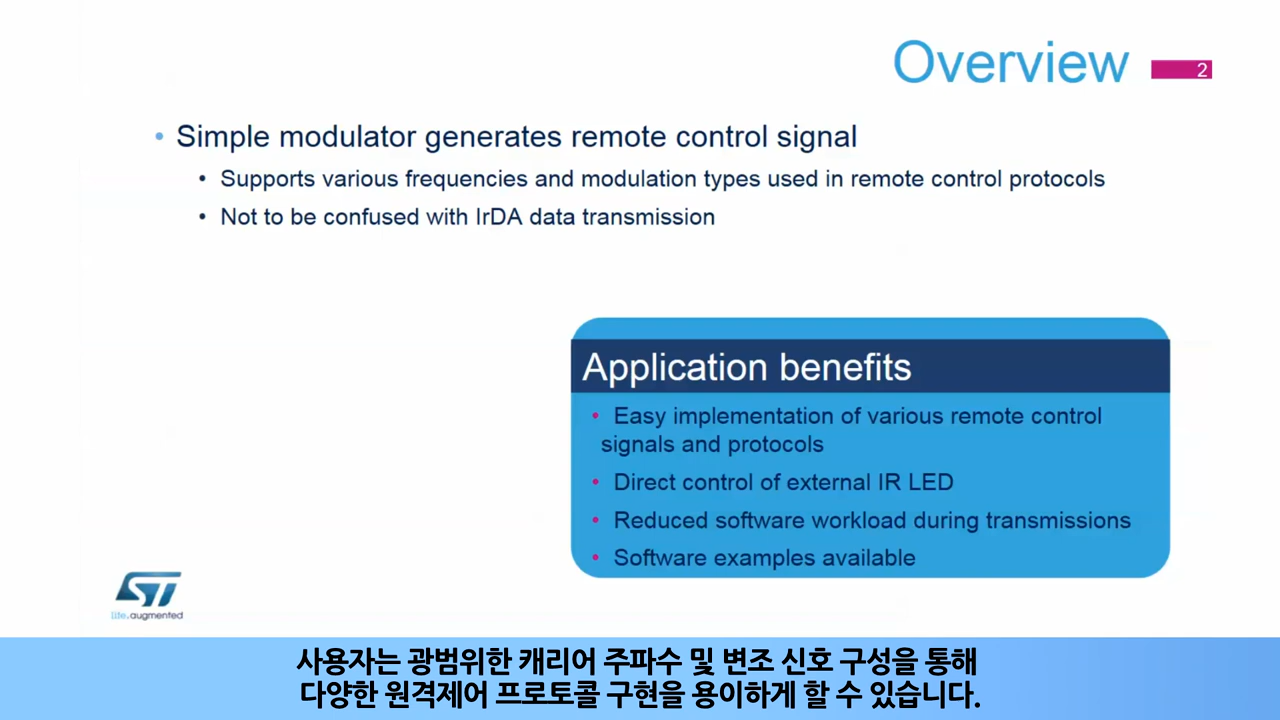 Overview
2
• Simple modulator generates remote control signal
• Supports various frequencies and modulation types used in remote control protocols
• Not to be confused with IrDA data transmission
Application benefits
• Easy implementation of various remote control
signals and protocols
• Direct control of external IR LED
• Reduced software workload during transmissions
• Software examples available
ST
life.augmented
사용자는 광범위한 캐리어 주파수 및 변조 신호 구성을 통해
다양한 원격제어 프로토콜 구현을 용이하게 할 수 있습니다.